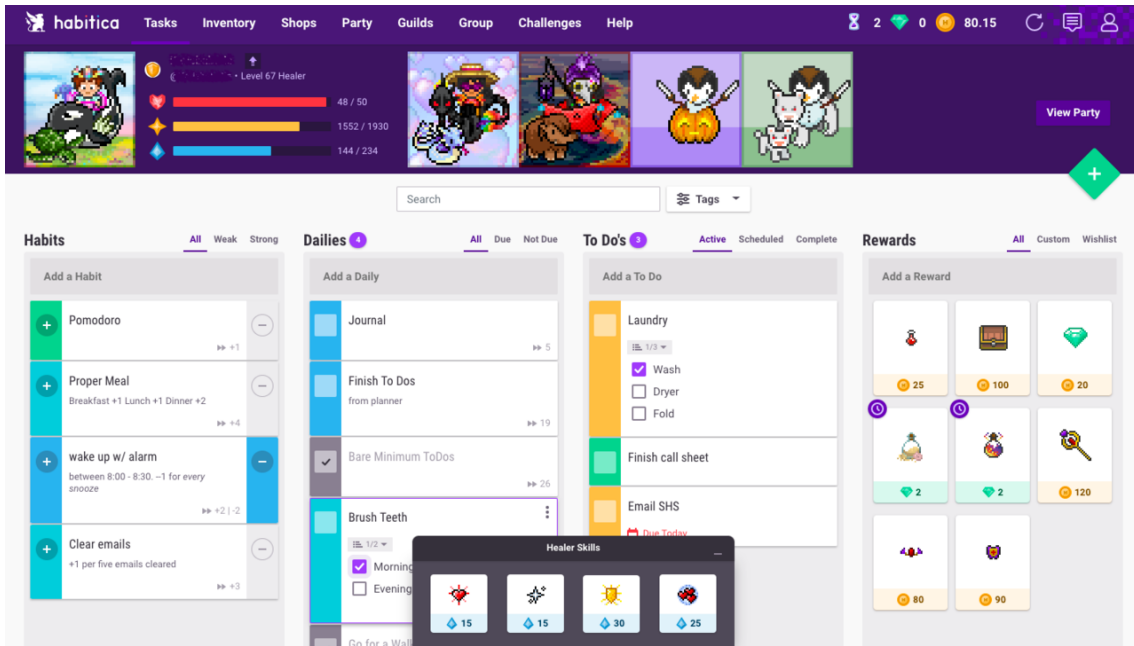 habitica Tasks Inventory Shops Party Guilds Group Challenges Help 2 0 80.15
• Level 67 Healer
48 / 50
1552 / 1930
144 / 234
View Party
+
Search Tags
Habits All Weak Strong
Add a Habit
Pomodoro
+1
Proper Meal
Breakfast +1 Lunch +1 Dinner +2
+4
wake up w/ alarm
between 8:00 - 8:30. –1 for every
snooze
+2 | -2
Clear emails
+1 per five emails cleared
+3
Dailies 4 All Due Not Due
Add a Daily
Journal
5
Finish To Dos
from planner
19
Bare Minimum ToDos
26
Brush Teeth
1/2
Morning
Evening
Go for a Walk
To Do's 3 Active Scheduled Complete
Add a To Do
Laundry
1/3
Wash
Dryer
Fold
Finish call sheet
Email SHS
Due Today
Healer Skills
15 15 30 25
Rewards All Custom Wishlist
Add a Reward
25 100 20
2 2 120
80 90